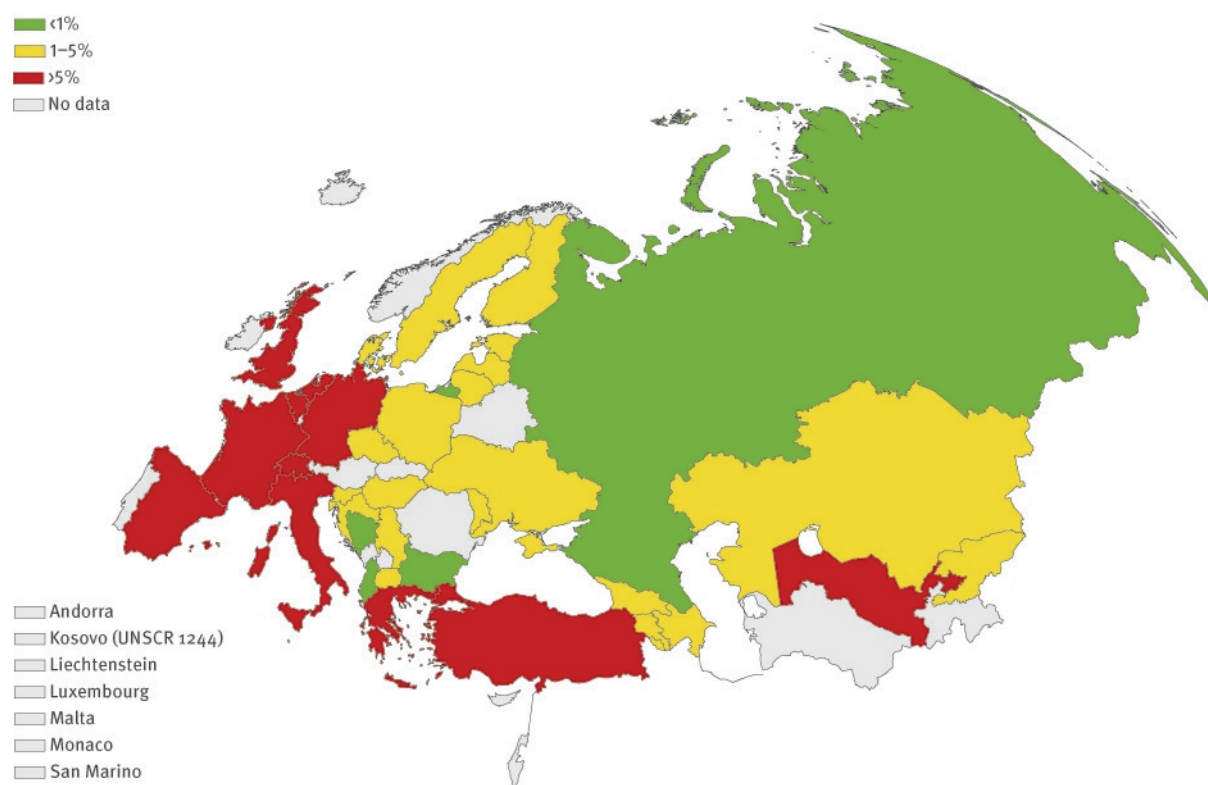 <1%
1–5%
>5%
No data
Andorra
Kosovo (UNSCR 1244)
Liechtenstein
Luxembourg
Malta
Monaco
San Marino